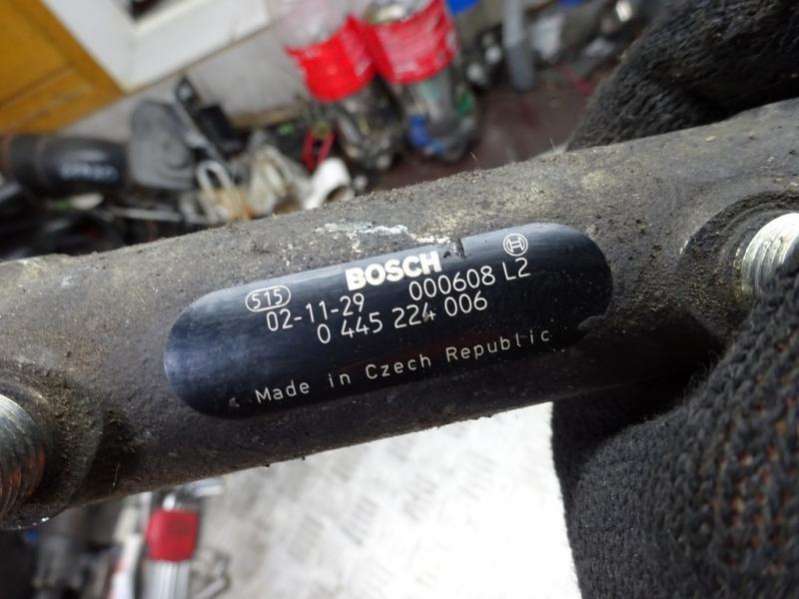 BOSCH
515 02-11-29 000608 L2
0 445 224 006
Made in Czech Republic